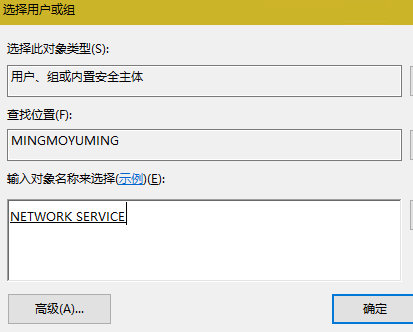 选择用户或组
选择此对象类型(S):
用户、组或内置安全主体
查找位置(F):
MINGMOYUMING
输入对象名称来选择(示例)(E):
NETWORK SERVICE
高级(A)...
确定